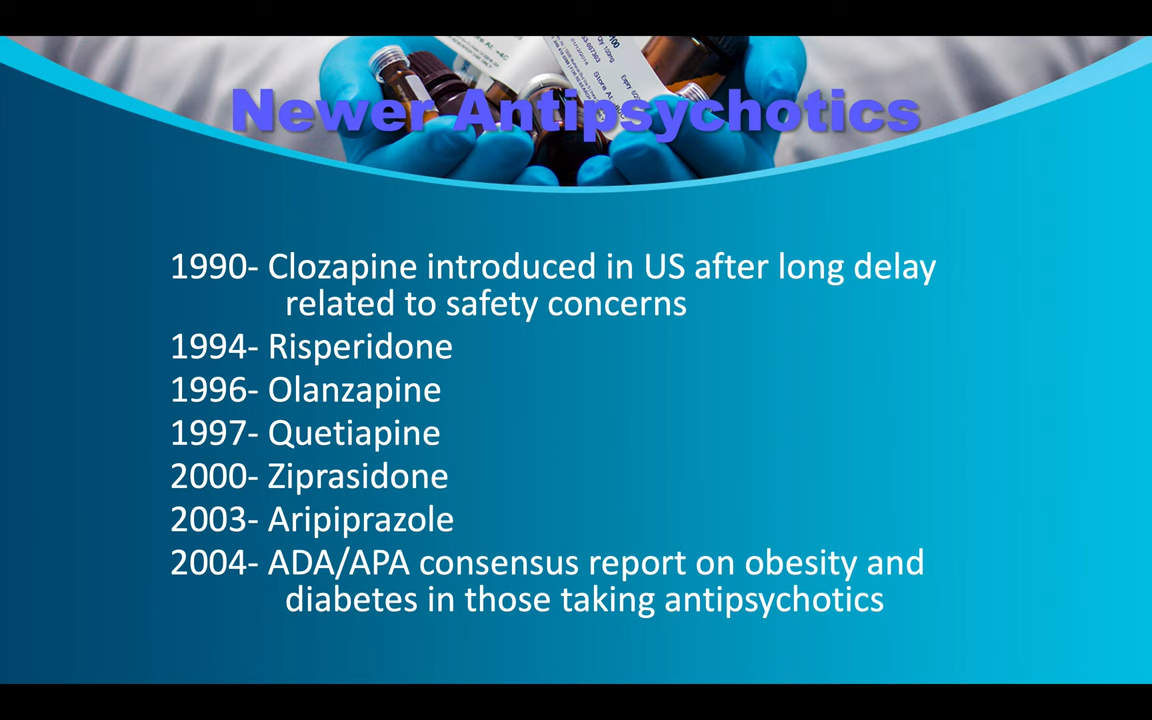 Newer Antipsychotics
1990- Clozapine introduced in US after long delay
related to safety concerns
1994- Risperidone
1996- Olanzapine
1997- Quetiapine
2000- Ziprasidone
2003- Aripiprazole
2004- ADA/APA consensus report on obesity and
diabetes in those taking antipsychotics